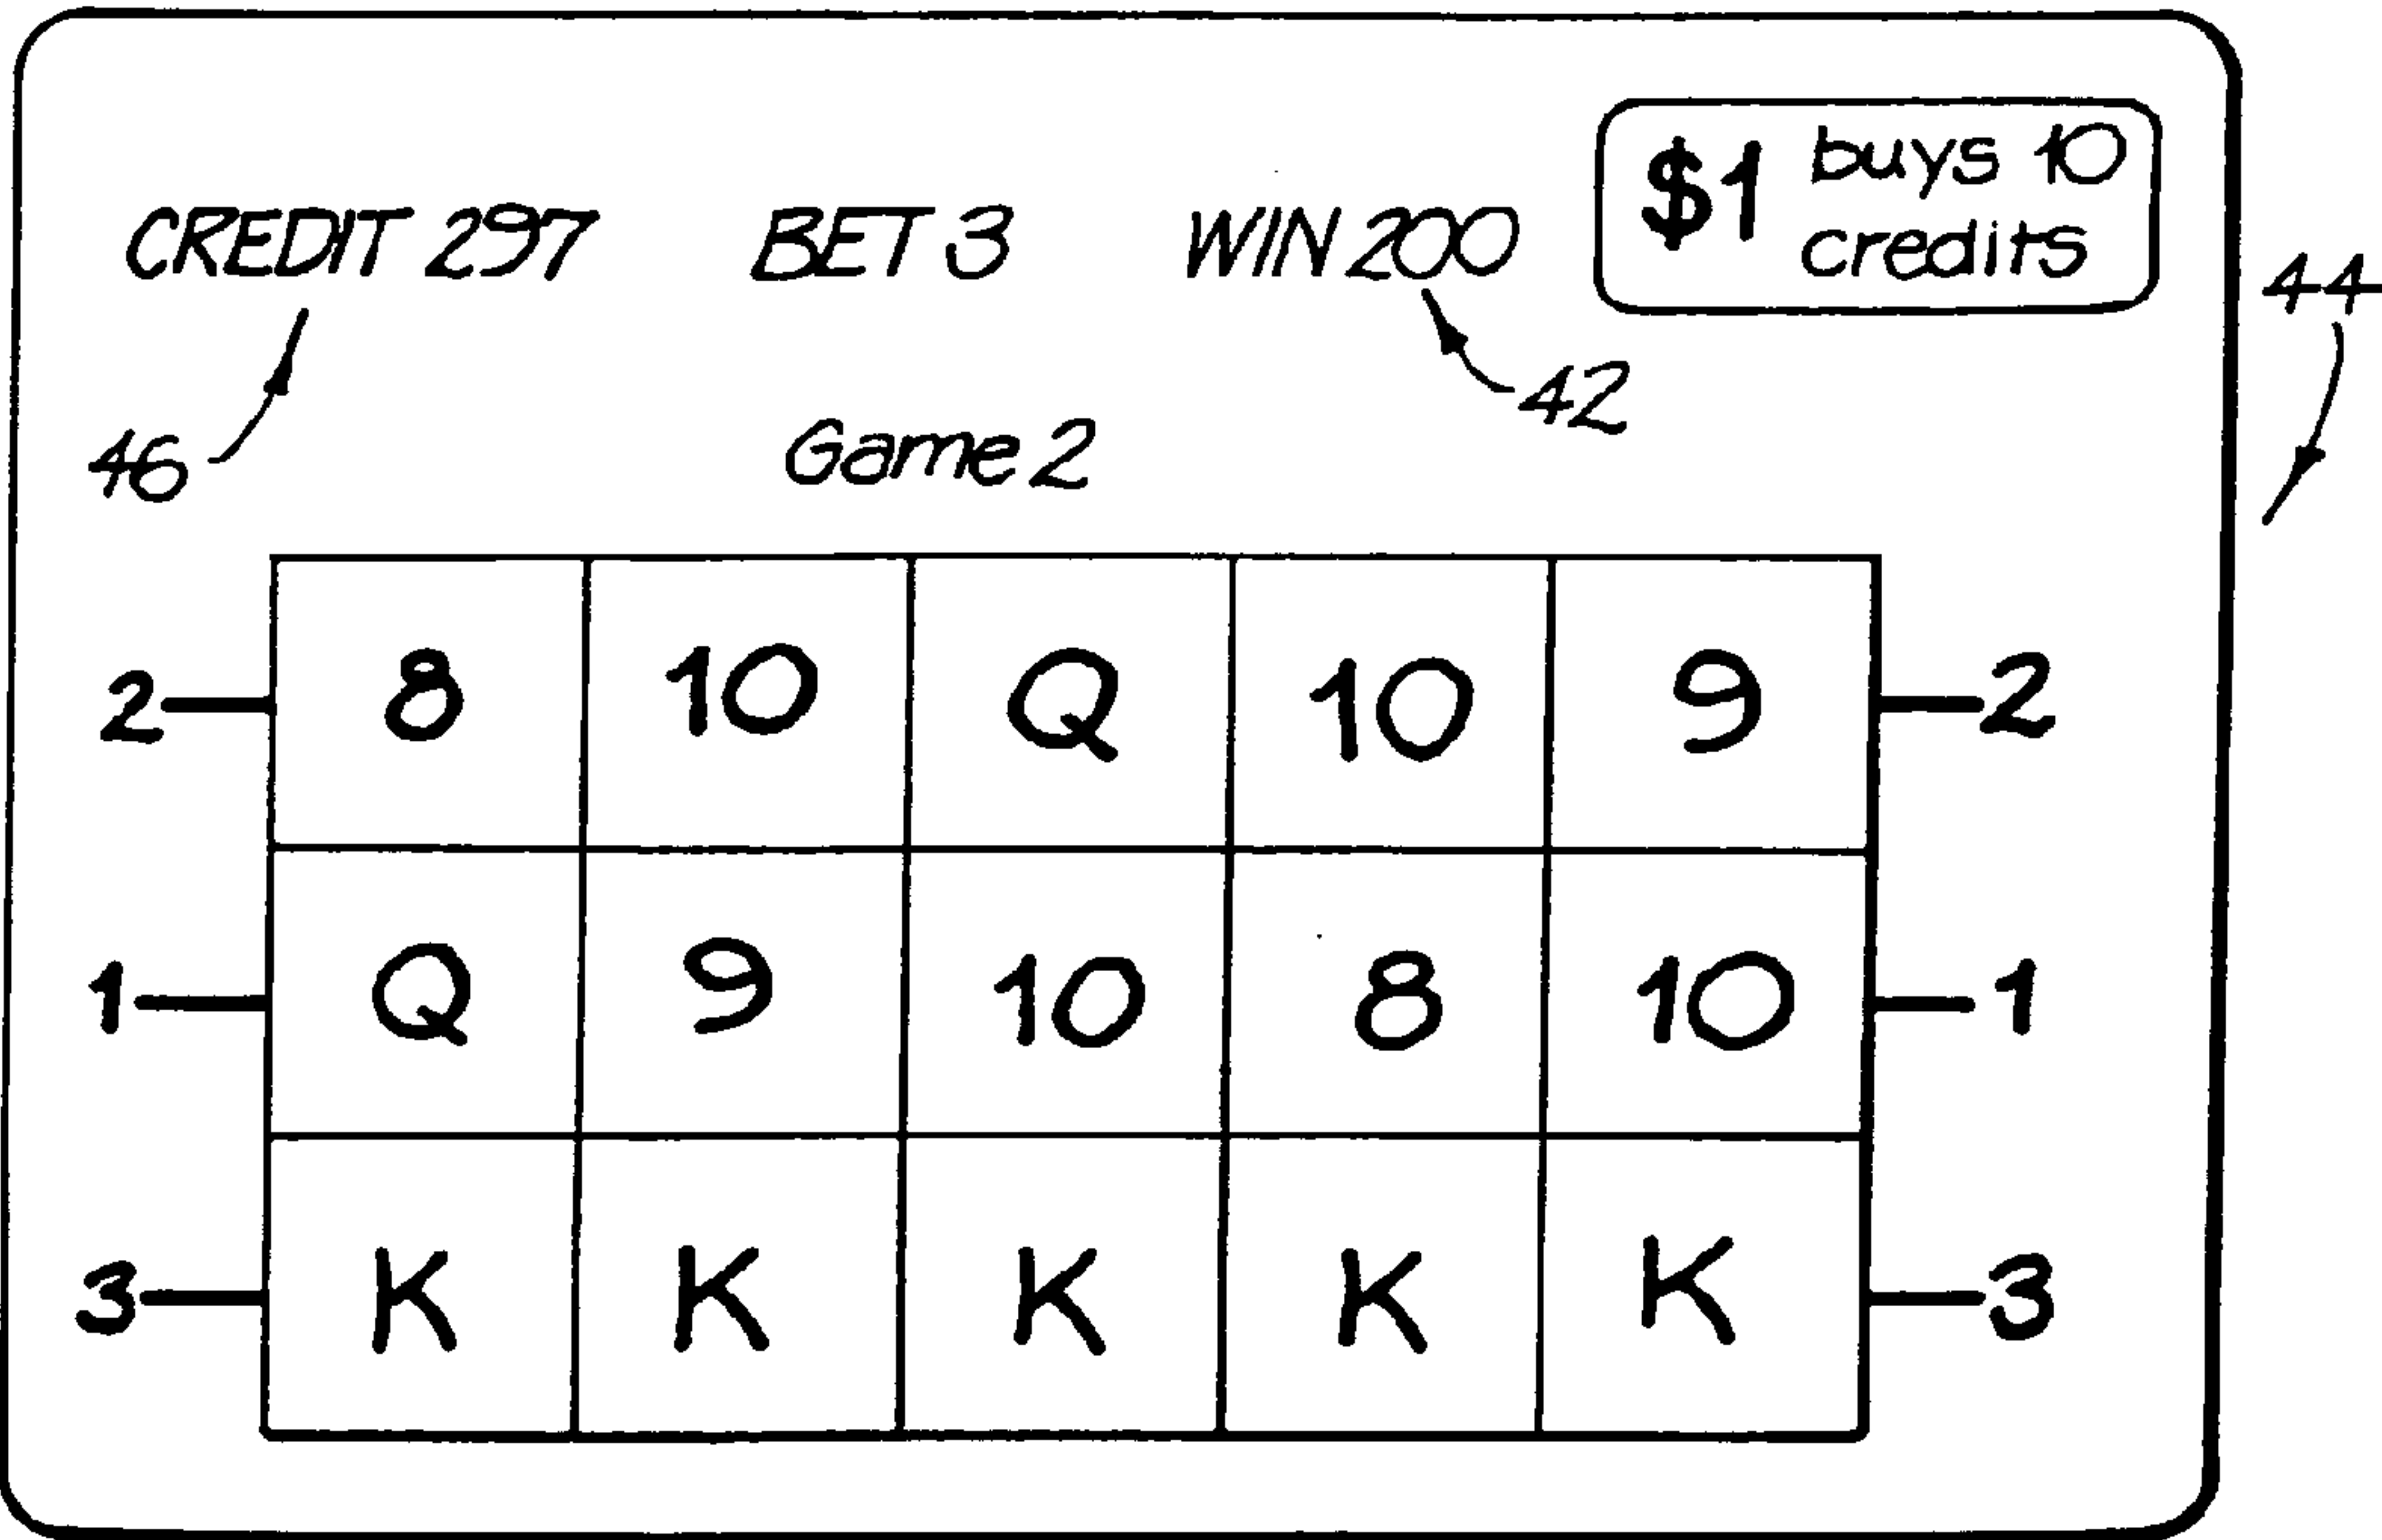 $1 buys 10
credits
CREDIT 297 BET 3 WIN 200
44
42
46
Game 2
2 8 10 Q 10 9 2
1 Q 9 10 8 10 1
3 K K K K K 3